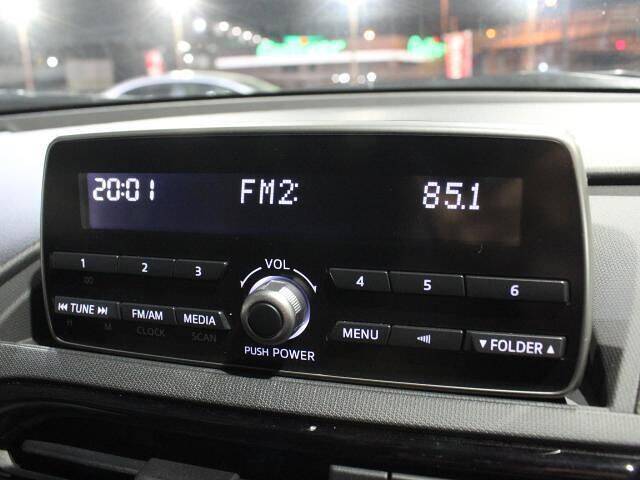 20:01 FM2: 85.1
1 2 3 VOL 4 5 6
TUNE FM/AM MEDIA MENU FOLDER
H M CLOCK SCAN PUSH POWER